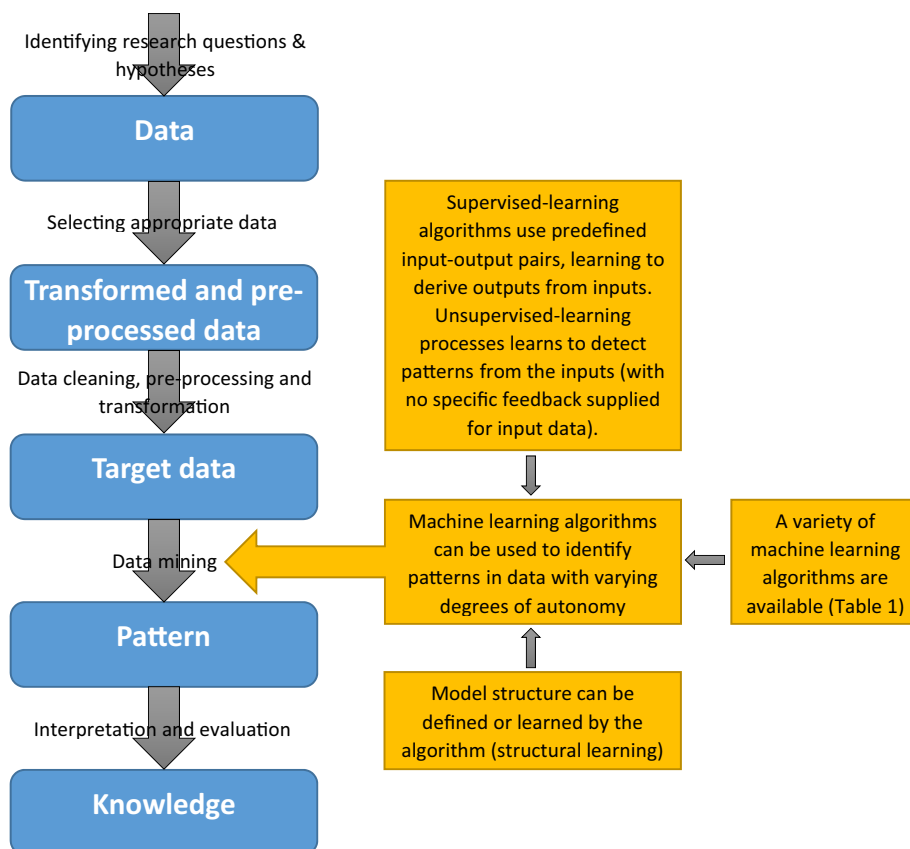 Identifying research questions &
hypotheses
Data
Selecting appropriate data
Transformed and pre-
processed data
Data cleaning, pre-processing and
transformation
Target data
Data mining
Pattern
Interpretation and evaluation
Knowledge
Supervised-learning
algorithms use predefined
input-output pairs, learning to
derive outputs from inputs.
Unsupervised-learning
processes learns to detect
patterns from the inputs (with
no specific feedback supplied
for input data).
Machine learning algorithms
can be used to identify
patterns in data with varying
degrees of autonomy
A variety of
machine learning
algorithms are
available (Table 1)
Model structure can be
defined or learned by the
algorithm (structural learning)